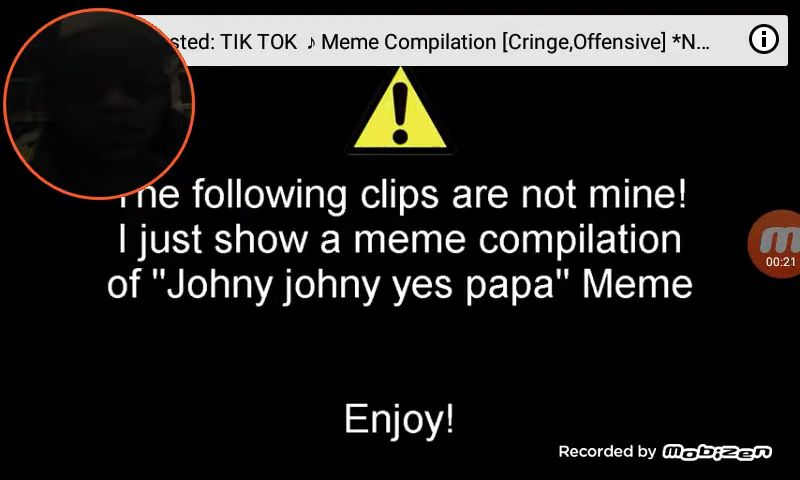 sted: TIK TOK ♪ Meme Compilation [Cringe,Offensive] *N...
The following clips are not mine!
I just show a meme compilation
of "Johny johny yes papa" Meme
00:21
Enjoy!
Recorded by mobizen